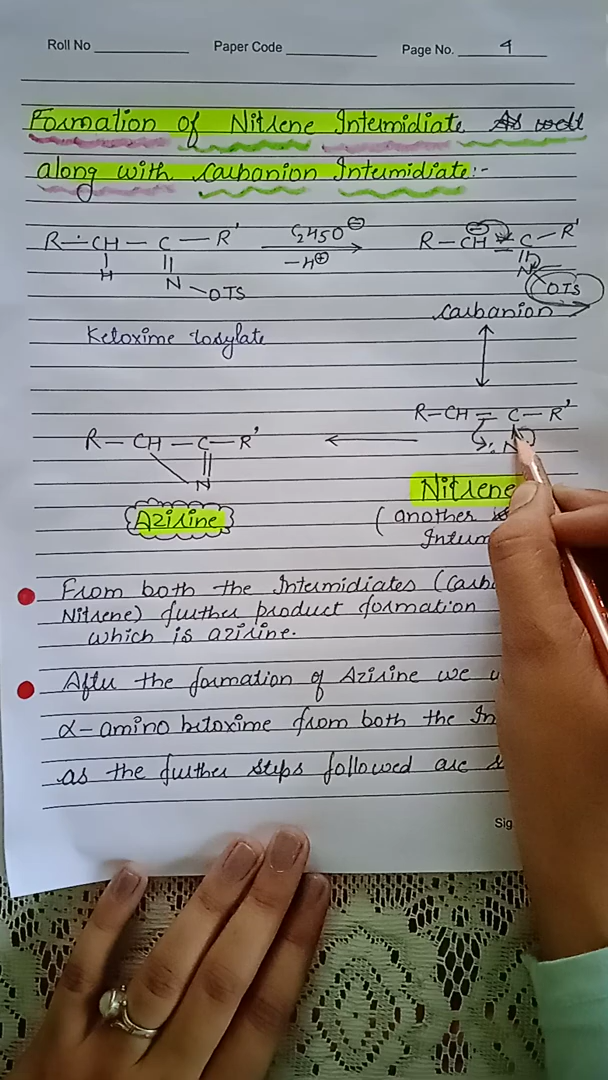 Roll No Paper Code Page No. 4
Formation of Nitrene Intermidiate As well
along with Carbanion Intermidiate:-
R—CH—C—R' C2H5O⊖ R—CH—C—R'
H N—OTS -H⊕ N OTS
Ketoxime tosylate Carbanion
R—CH—C—R' R—CH=C—R'
N :N
Azirine Nitrene
(another
Interm
From both the Intermidiates (Carb
Nitrene) further product formation
which is azirine.
After the formation of Azirine we
α-amino ketoxime from both the In
as the further steps followed are s
Sig